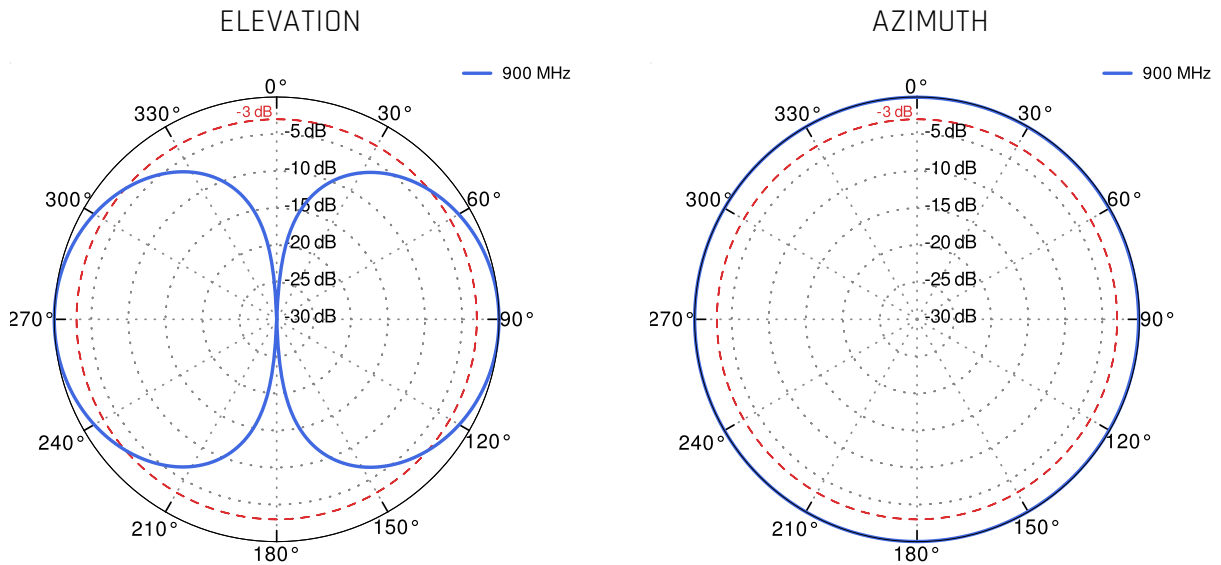 ELEVATION
900 MHz
0°
330°
-3 dB
30°
-5 dB
-10 dB
300°
60°
-15 dB
-20 dB
-25 dB
270°
-30 dB
90°
240°
120°
210°
150°
180°
AZIMUTH
900 MHz
0°
330°
-3 dB
30°
-5 dB
-10 dB
300°
60°
-15 dB
-20 dB
-25 dB
270°
-30 dB
90°
240°
120°
210°
150°
180°